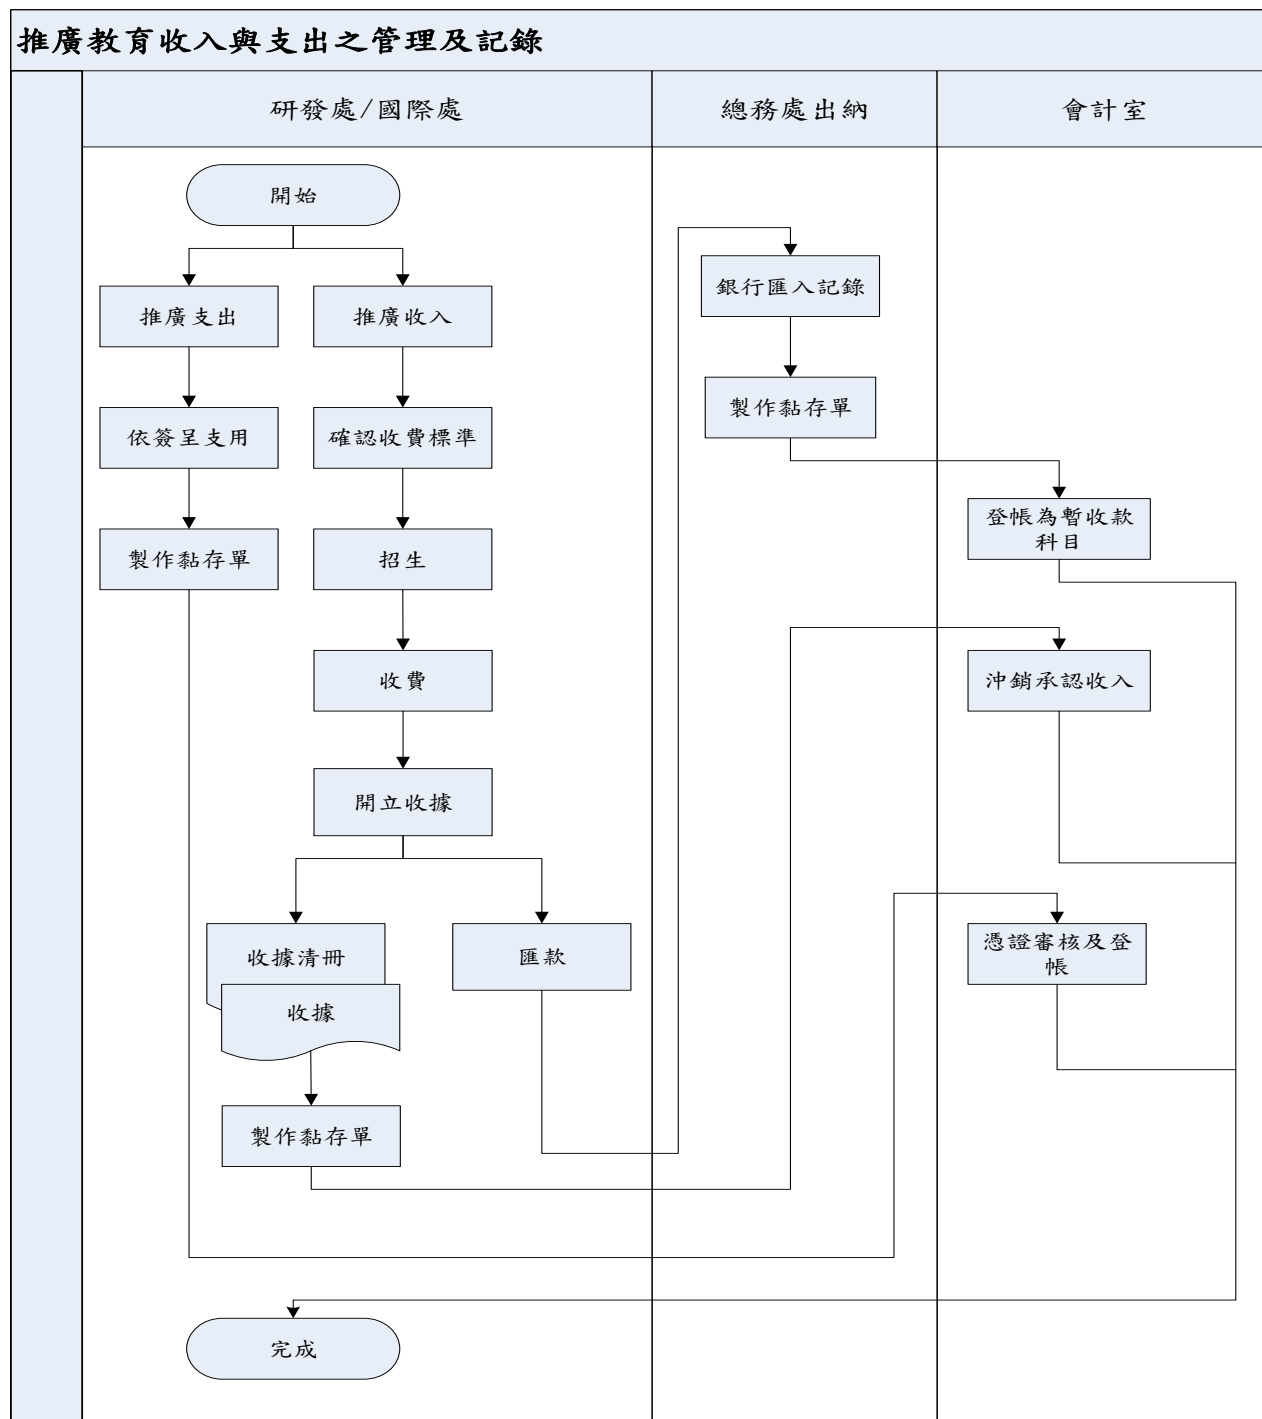 推廣教育收入與支出之管理及記錄
研發處/國際處
總務處出納
會計室
開始
推廣支出
推廣收入
銀行匯入記錄
製作黏存單
依簽呈支用
確認收費標準
登帳為暫收款
科目
製作黏存單
招生
收費
沖銷承認收入
開立收據
收據清冊
匯款
憑證審核及登
帳
收據
製作黏存單
完成